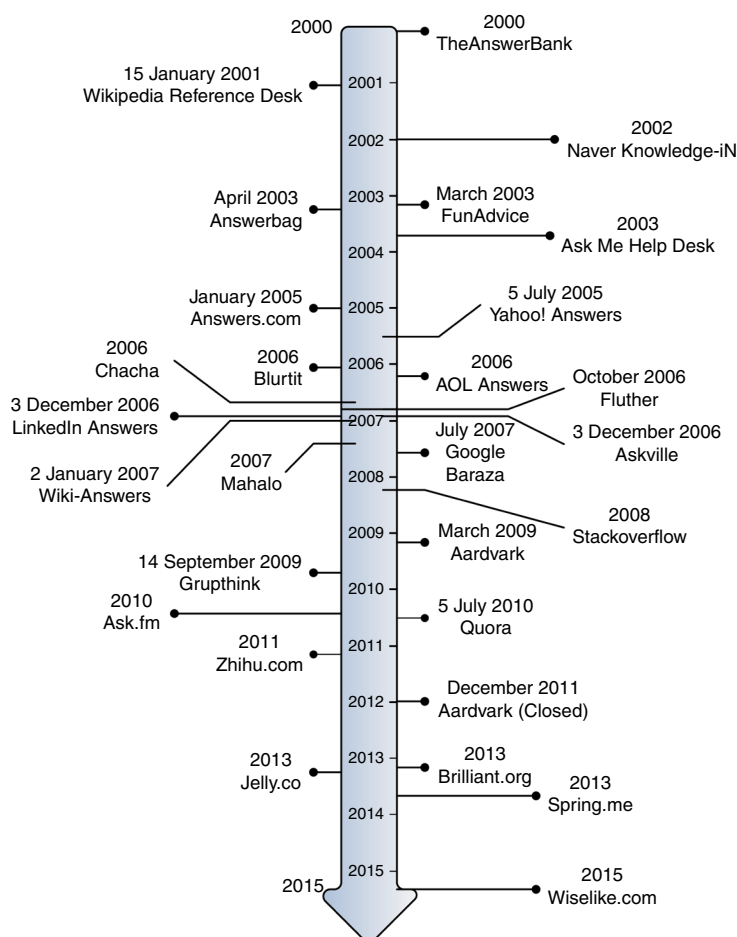 2000
2000
TheAnswerBank
15 January 2001
Wikipedia Reference Desk
2001
2002
2002
Naver Knowledge-iN
2003
April 2003
Answerbag
March 2003
FunAdvice
2003
Ask Me Help Desk
2004
January 2005
Answers.com
2005
5 July 2005
Yahoo! Answers
2006
Chacha
2006
Blurtit
2006
2006
AOL Answers
October 2006
Fluther
3 December 2006
LinkedIn Answers
2007
3 December 2006
Askville
2 January 2007
Wiki-Answers
2007
Mahalo
July 2007
Google
Baraza
2008
2008
Stackoverflow
2009
March 2009
Aardvark
14 September 2009
Grupthink
2010
2010
Ask.fm
5 July 2010
Quora
2011
2011
Zhihu.com
2012
December 2011
Aardvark (Closed)
2013
2013
Jelly.co
2013
Brilliant.org
2013
Spring.me
2014
2015
2015
2015
Wiselike.com